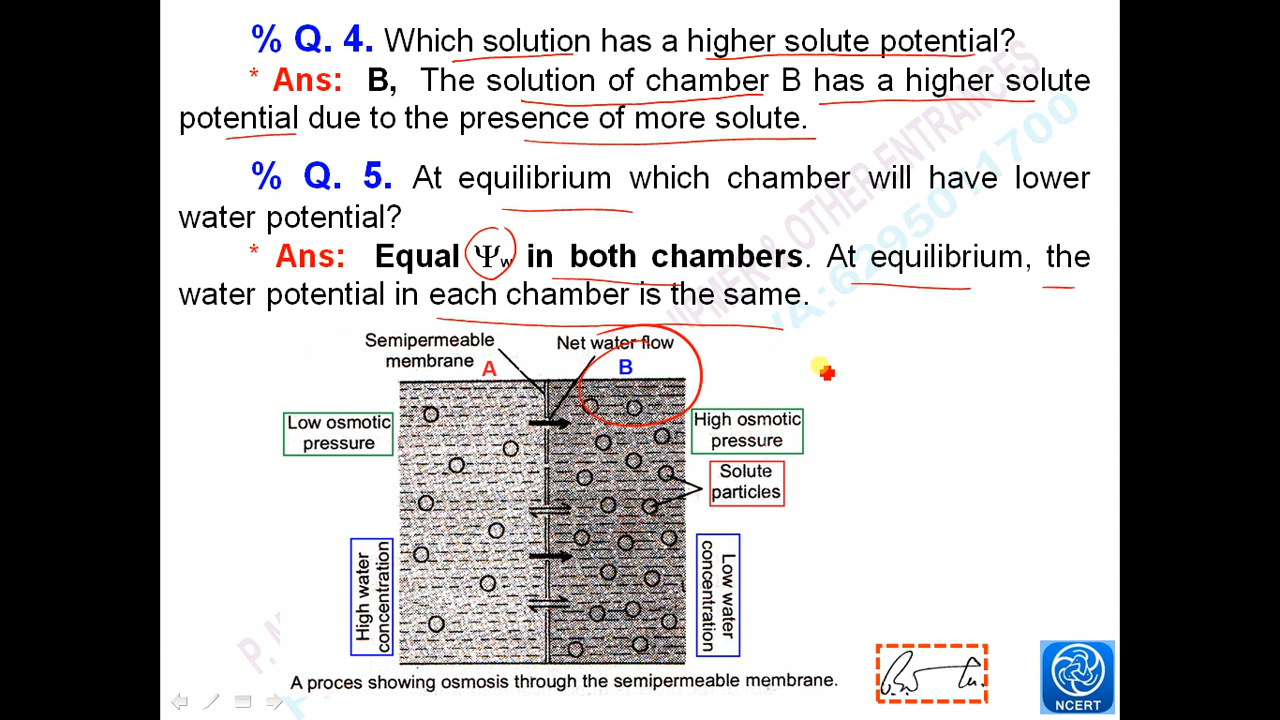 % Q. 4. Which solution has a higher solute potential?
* Ans: B, The solution of chamber B has a higher solute
potential due to the presence of more solute.
% Q. 5. At equilibrium which chamber will have lower
water potential?
* Ans: Equal Ψw in both chambers. At equilibrium, the
water potential in each chamber is the same.
Semipermeable
membrane
A
Net water flow
B
Low osmotic
pressure
High osmotic
pressure
Solute
particles
High water
concentration
Low water
concentration
A proces showing osmosis through the semipermeable membrane.
NCERT